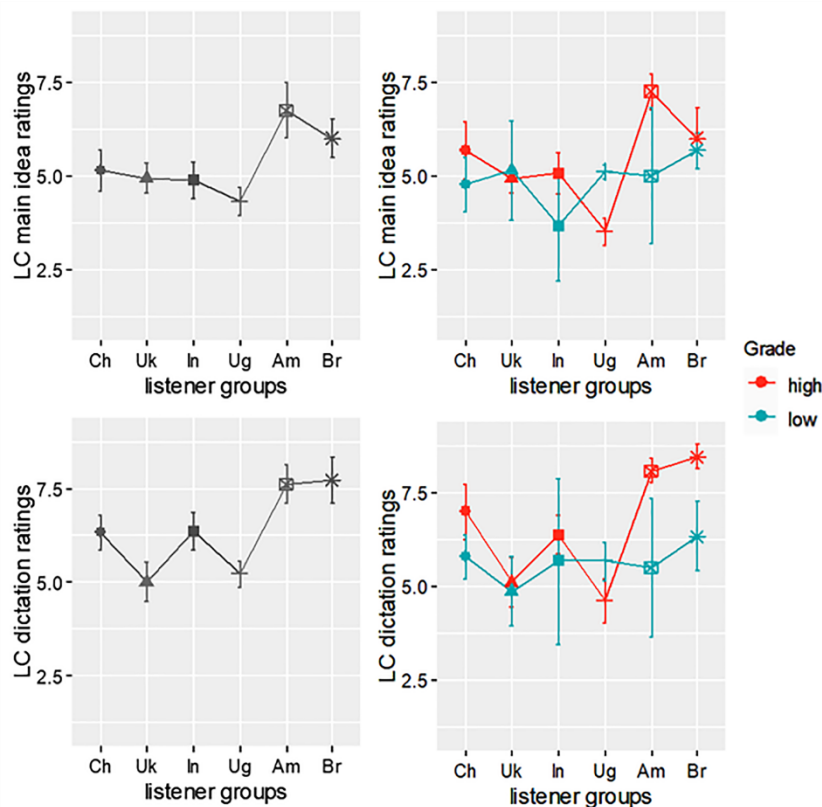 LC main idea ratings
7.5
5.0
2.5
Ch Uk In Ug Am Br
listener groups
LC main idea ratings
7.5
5.0
2.5
Ch Uk In Ug Am Br
listener groups
Grade
high
low
LC dictation ratings
7.5
5.0
2.5
Ch Uk In Ug Am Br
listener groups
LC dictation ratings
7.5
5.0
2.5
Ch Uk In Ug Am Br
listener groups